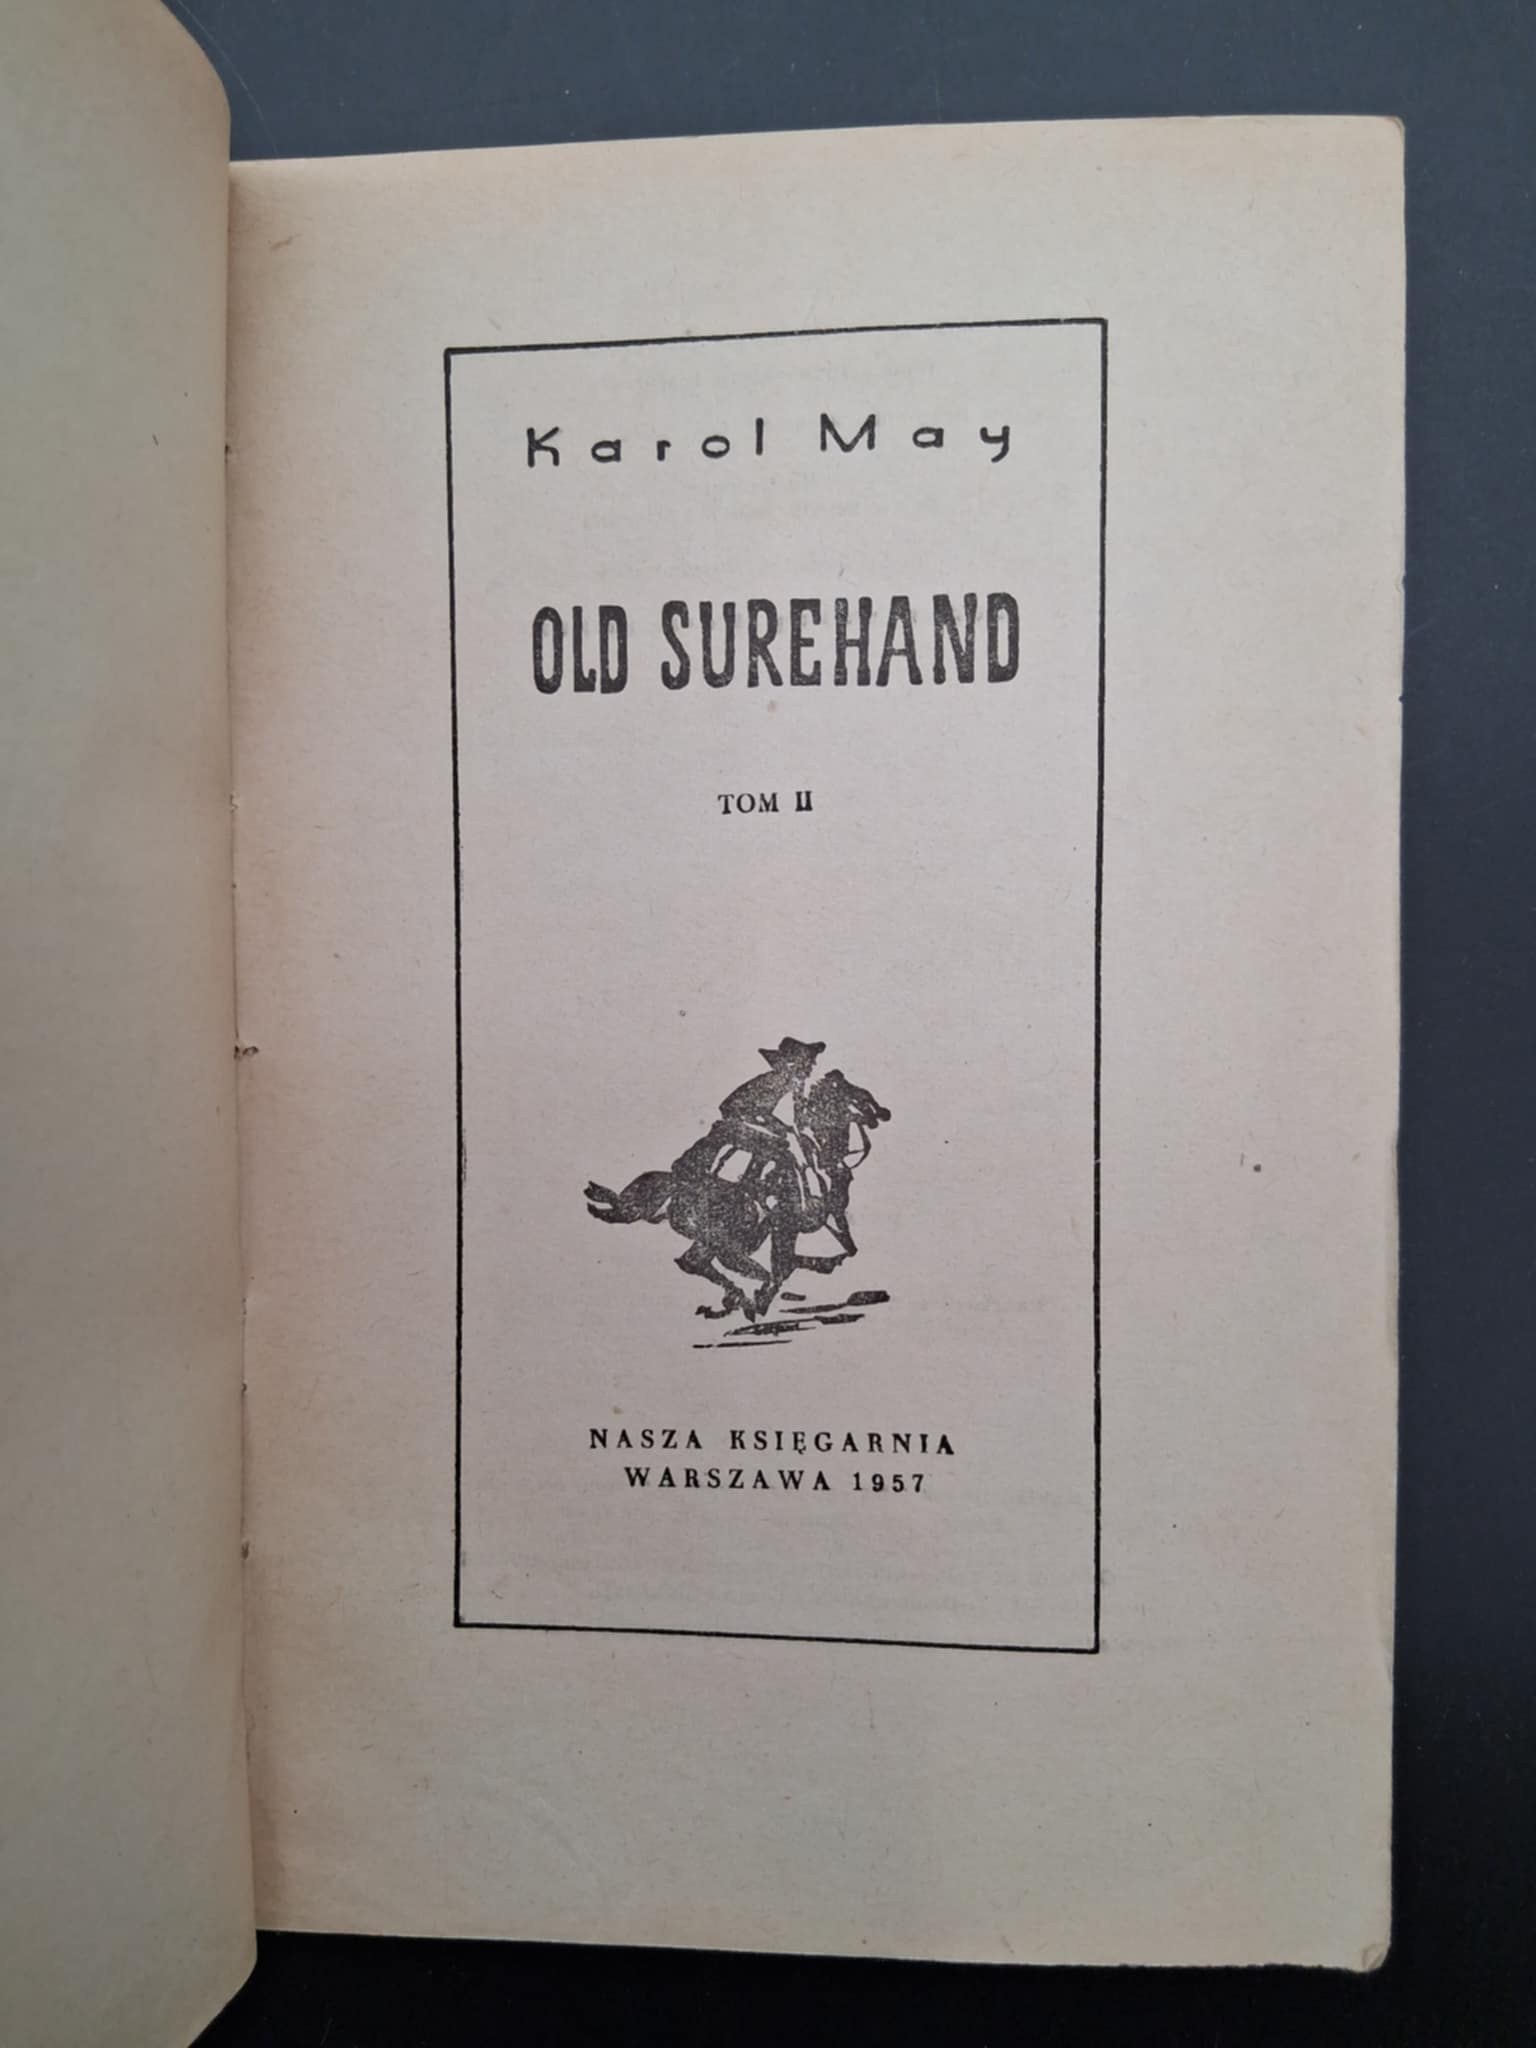 Karol May
OLD SUREHAND
TOM II
NASZA KSIĘGARNIA
WARSZAWA 1957